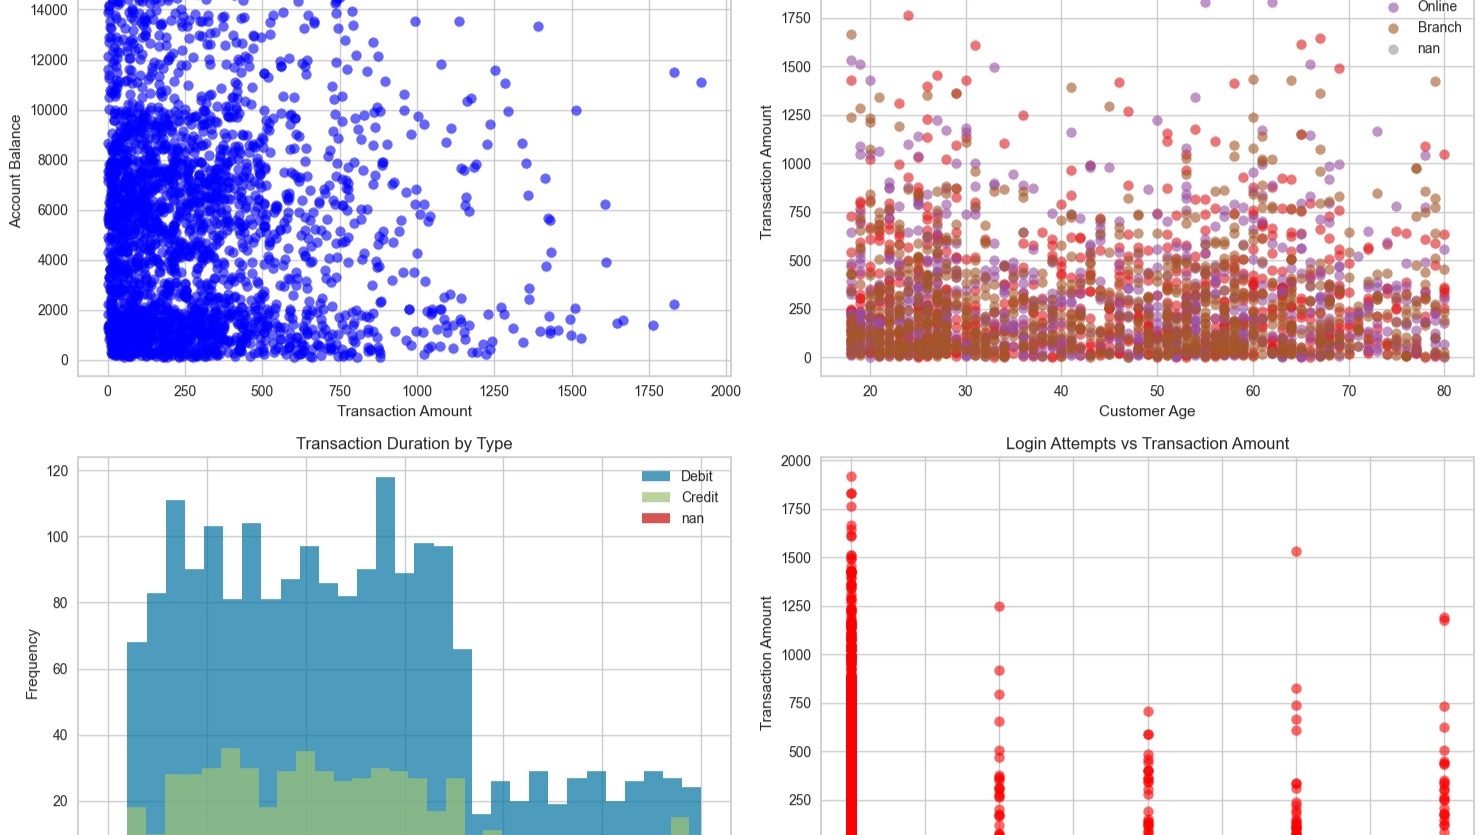 14000
12000
10000
8000
6000
4000
2000
0
Account Balance
0 250 500 750 1000 1250 1500 1750 2000
Transaction Amount
Online
Branch
nan
1750
1500
1250
1000
750
500
250
0
Transaction Amount
20 30 40 50 60 70 80
Customer Age
Transaction Duration by Type
Debit
Credit
nan
120
100
80
60
40
20
Frequency
Login Attempts vs Transaction Amount
2000
1750
1500
1250
1000
750
500
250
Transaction Amount